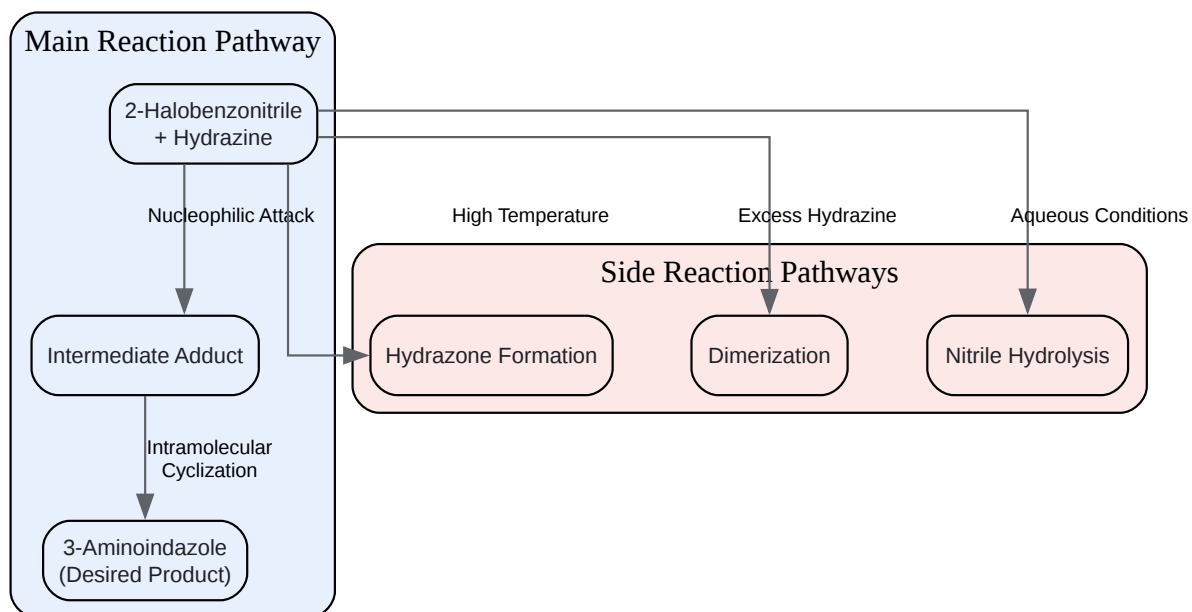 Main Reaction Pathway
2-Halobenzonitrile
+ Hydrazine
Nucleophilic Attack
High Temperature
Excess Hydrazine
Aqueous Conditions
Side Reaction Pathways
Intermediate Adduct
Hydrazone Formation
Dimerization
Nitrile Hydrolysis
Intramolecular
Cyclization
3-Aminoindazole
(Desired Product)